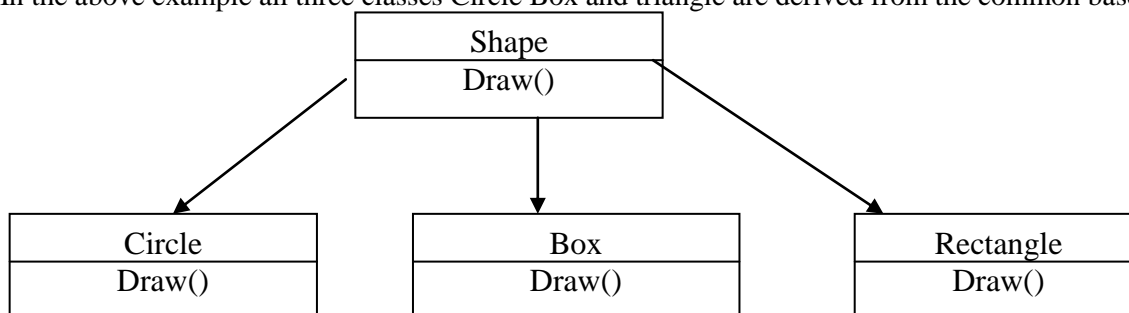 In the above example all three classes Circle Box and triangle are derived from the common
Shape
Draw()
Circle
Box
Rectangle
Draw()
Draw()
Draw()